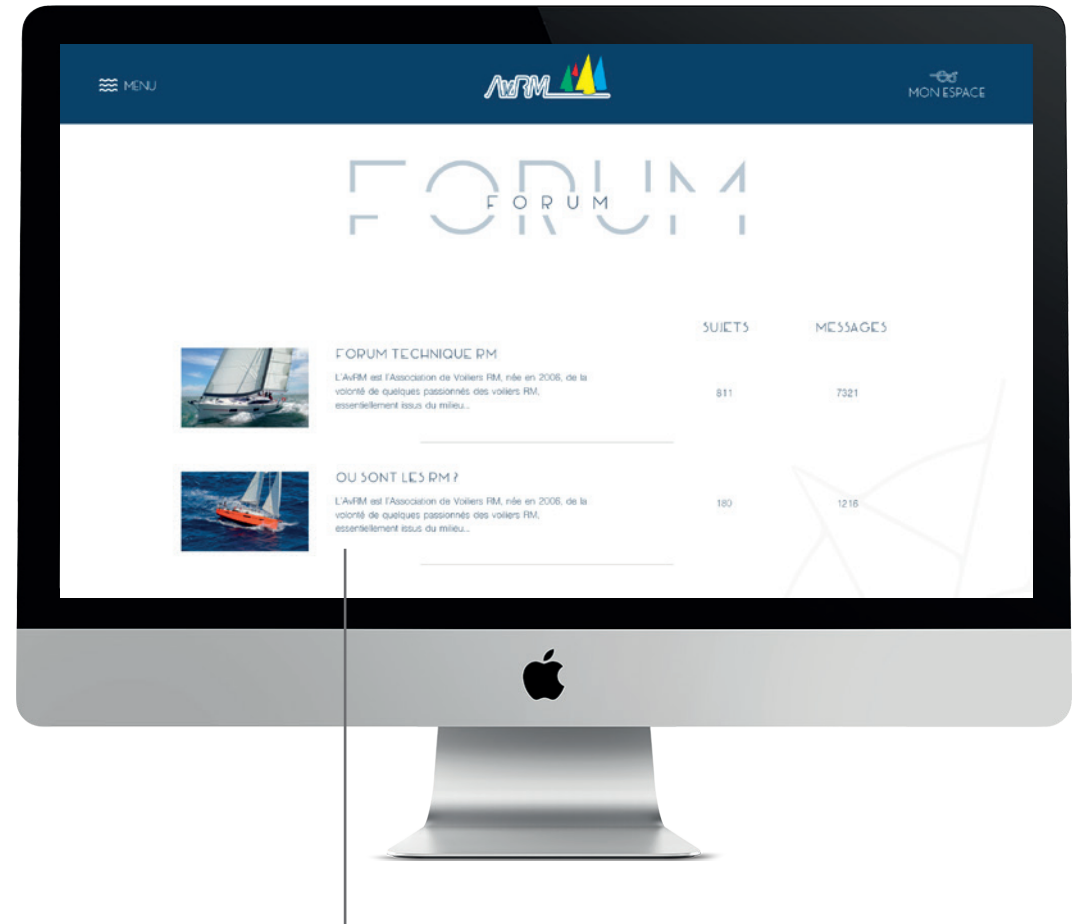 MENU
AvRM
MON ESPACE
FORUM
FORUM
SUJETS MESSAGES
FORUM TECHNIQUE RM
L'AvRM est l'Association de Voiliers RM, née en 2006, de la
volonté de quelques passionnés des voiliers RM,
essentiellement issus du milieu...
811 7321
OU SONT LES RM ?
L'AvRM est l'Association de Voiliers RM, née en 2006, de la
volonté de quelques passionnés des voiliers RM,
essentiellement issus du milieu...
180 1216